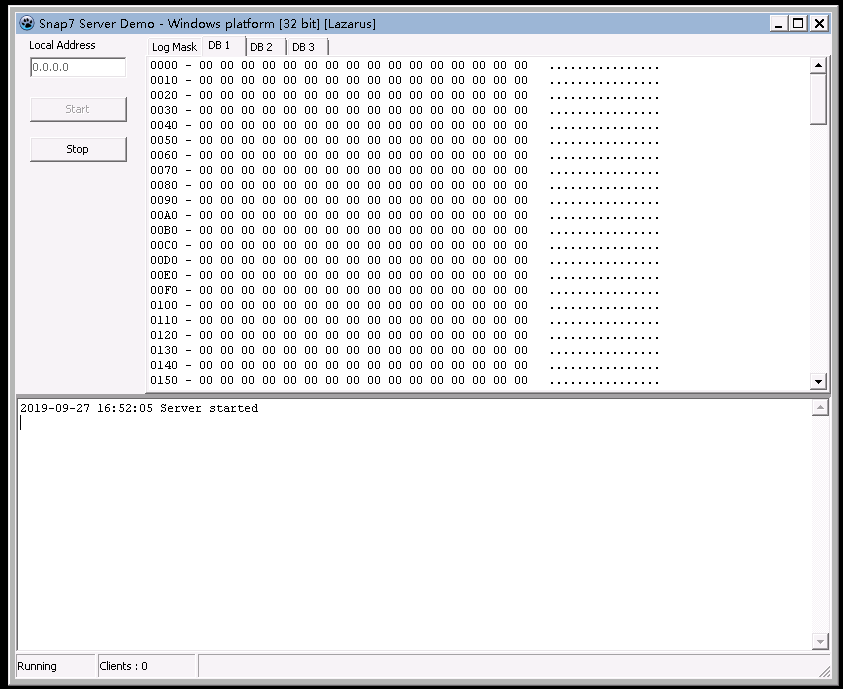 Snap7 Server Demo - Windows platform [32 bit] [Lazarus]
Local Address
0.0.0.0
Start
Stop
Log Mask DB 1 DB 2 DB 3
0000 - 00 00 00 00 00 00 00 00 00 00 00 00 00 00 00 00 ................
0010 - 00 00 00 00 00 00 00 00 00 00 00 00 00 00 00 00 ................
0020 - 00 00 00 00 00 00 00 00 00 00 00 00 00 00 00 00 ................
0030 - 00 00 00 00 00 00 00 00 00 00 00 00 00 00 00 00 ................
0040 - 00 00 00 00 00 00 00 00 00 00 00 00 00 00 00 00 ................
0050 - 00 00 00 00 00 00 00 00 00 00 00 00 00 00 00 00 ................
0060 - 00 00 00 00 00 00 00 00 00 00 00 00 00 00 00 00 ................
0070 - 00 00 00 00 00 00 00 00 00 00 00 00 00 00 00 00 ................
0080 - 00 00 00 00 00 00 00 00 00 00 00 00 00 00 00 00 ................
0090 - 00 00 00 00 00 00 00 00 00 00 00 00 00 00 00 00 ................
00A0 - 00 00 00 00 00 00 00 00 00 00 00 00 00 00 00 00 ................
00B0 - 00 00 00 00 00 00 00 00 00 00 00 00 00 00 00 00 ................
00C0 - 00 00 00 00 00 00 00 00 00 00 00 00 00 00 00 00 ................
00D0 - 00 00 00 00 00 00 00 00 00 00 00 00 00 00 00 00 ................
00E0 - 00 00 00 00 00 00 00 00 00 00 00 00 00 00 00 00 ................
00F0 - 00 00 00 00 00 00 00 00 00 00 00 00 00 00 00 00 ................
0100 - 00 00 00 00 00 00 00 00 00 00 00 00 00 00 00 00 ................
0110 - 00 00 00 00 00 00 00 00 00 00 00 00 00 00 00 00 ................
0120 - 00 00 00 00 00 00 00 00 00 00 00 00 00 00 00 00 ................
0130 - 00 00 00 00 00 00 00 00 00 00 00 00 00 00 00 00 ................
0140 - 00 00 00 00 00 00 00 00 00 00 00 00 00 00 00 00 ................
0150 - 00 00 00 00 00 00 00 00 00 00 00 00 00 00 00 00 ................
2019-09-27 16:52:05 Server started
Running Clients : 0